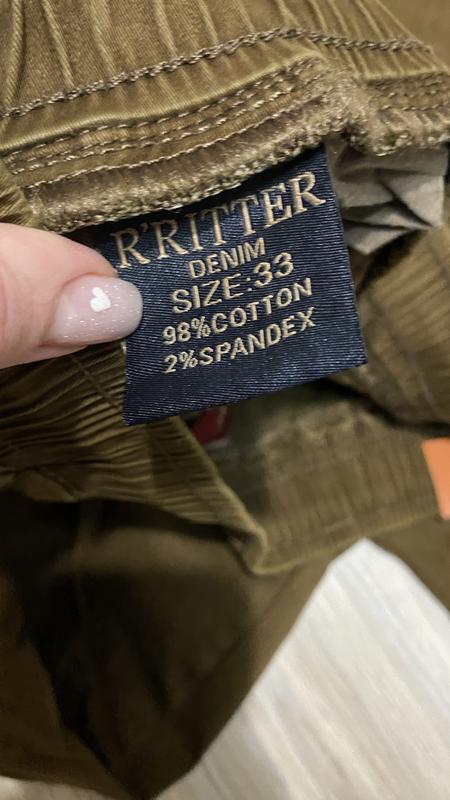 R'RITTER
DENIM
SIZE:33
98%COTTON
2%SPANDEX